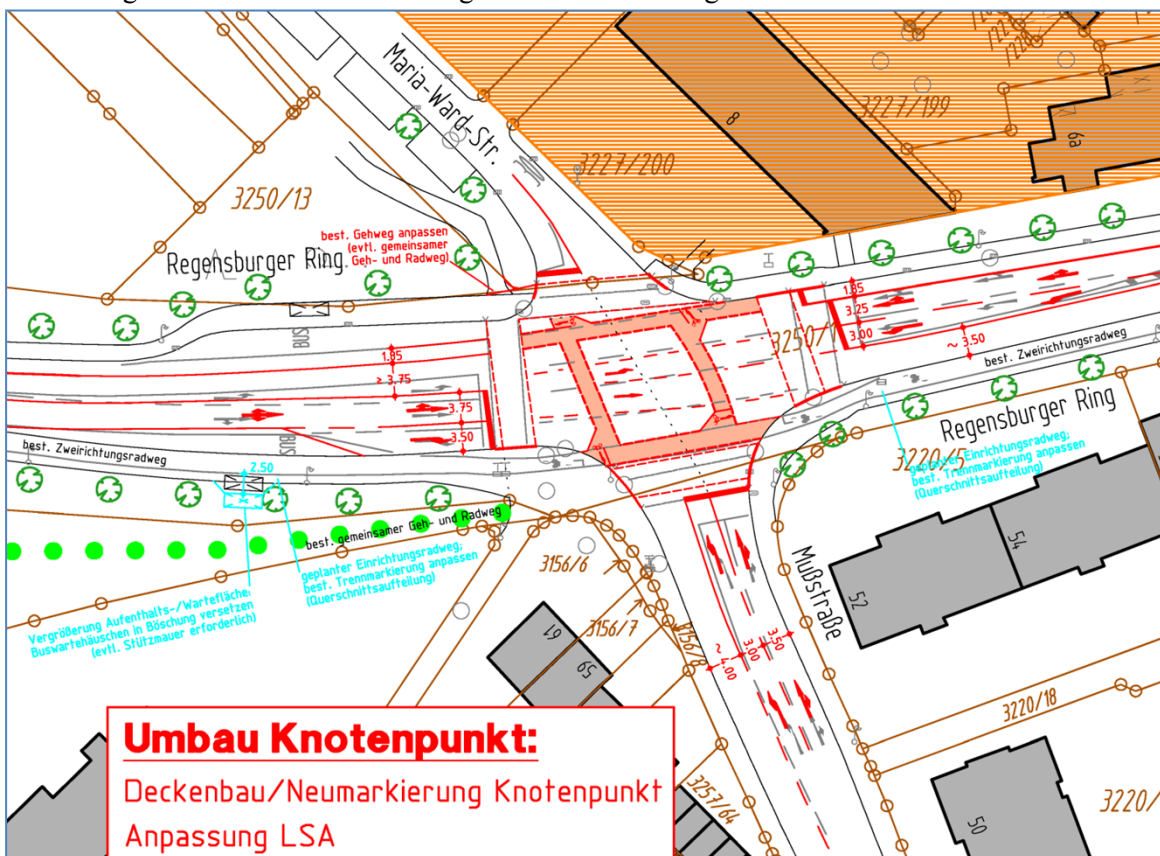 Maria-Ward-Str.
8
3227/199
6a
3227/200
3250/13
best. Gehweg anpassen
(evtl. gemeinsamer
Geh- und Radweg)
Regensburger Ring
BUS
1.85
≥ 3.75
3.75
3.50
1.85
3.25
3.00
3250/1
~ 3.50
best. Zweirichtungsradweg
Regensburger Ring
3220/65
geplanter Einrichtungsradweg;
best. Trennmarkierung anpassen
(Querschnittsaufteilung)
best. Zweirichtungsradweg
BUS
2.50
best. gemeinsamer Geh- und Radweg
geplanter Einrichtungsradweg;
best. Trennmarkierung anpassen
(Querschnittsaufteilung)
Vergrößerung Aufenthalts-/Wartefläche:
Buswartehäuschen in Böschung versetzen
(evtl. Stützmauer erforderlich)
3156/6
3156/7
3156/8
61
59
Mußstraße
52
54
~ 4.00
3.00
3.50
3220/18
3257/64
50
3220/
Umbau Knotenpunkt:
Deckenbau/Neumarkierung Knotenpunkt
Anpassung LSA